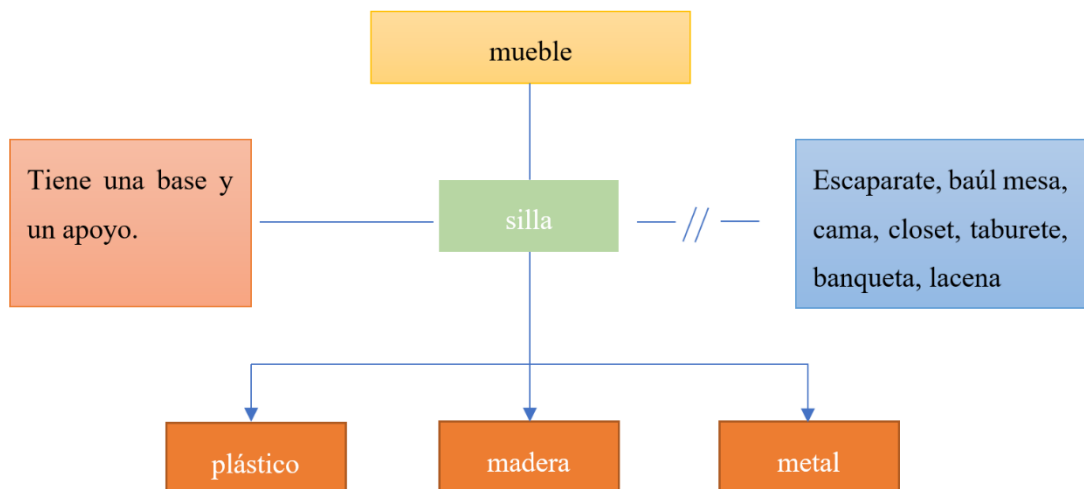 mueble
Tiene una base y
un apoyo.
silla
Escaparate, baúl mesa,
cama, closet, taburete,
banqueta, lacena
plástico
madera
metal